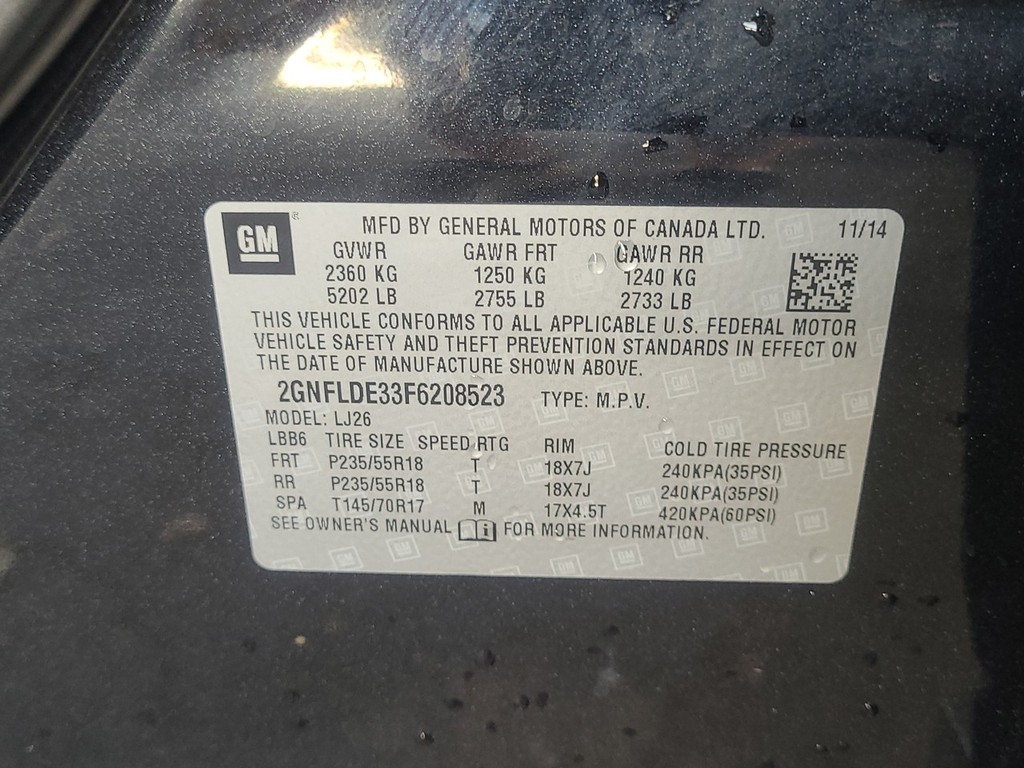 GM
MFD BY GENERAL MOTORS OF CANADA LTD. 11/14
GVWR GAWR FRT GAWR RR
2360 KG 1250 KG 1240 KG
5202 LB 2755 LB 2733 LB
THIS VEHICLE CONFORMS TO ALL APPLICABLE U.S. FEDERAL MOTOR
VEHICLE SAFETY AND THEFT PREVENTION STANDARDS IN EFFECT ON
THE DATE OF MANUFACTURE SHOWN ABOVE.
2GNFLDE33F6208523 TYPE: M.P.V.
MODEL: LJ26
LBB6 TIRE SIZE SPEED RTG RIM COLD TIRE PRESSURE
FRT P235/55R18 T 18X7J 240KPA(35PSI)
RR P235/55R18 T 18X7J 240KPA(35PSI)
SPA T145/70R17 M 17X4.5T 420KPA(60PSI)
SEE OWNER'S MANUAL FOR MORE INFORMATION.